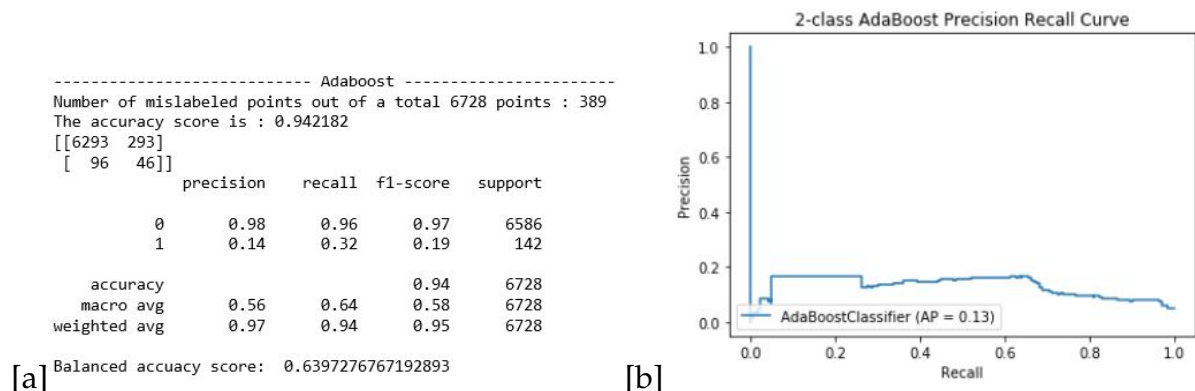 --------------------------- Adaboost ----------------------
Number of mislabeled points out of a total 6728 points : 389
The accuracy score is : 0.942182
[[6293 293]
[ 96 46]]
precision recall f1-score support
0 0.98 0.96 0.97 6586
1 0.14 0.32 0.19 142
accuracy 0.94 6728
macro avg 0.56 0.64 0.58 6728
weighted avg 0.97 0.94 0.95 6728
Balanced accuacy score: 0.6397276767192893
[a]
2-class AdaBoost Precision Recall Curve
Precision
1.0
0.8
0.6
0.4
0.2
0.0
AdaBoostClassifier (AP = 0.13)
0.0 0.2 0.4 0.6 0.8 1.0
Recall
[b]